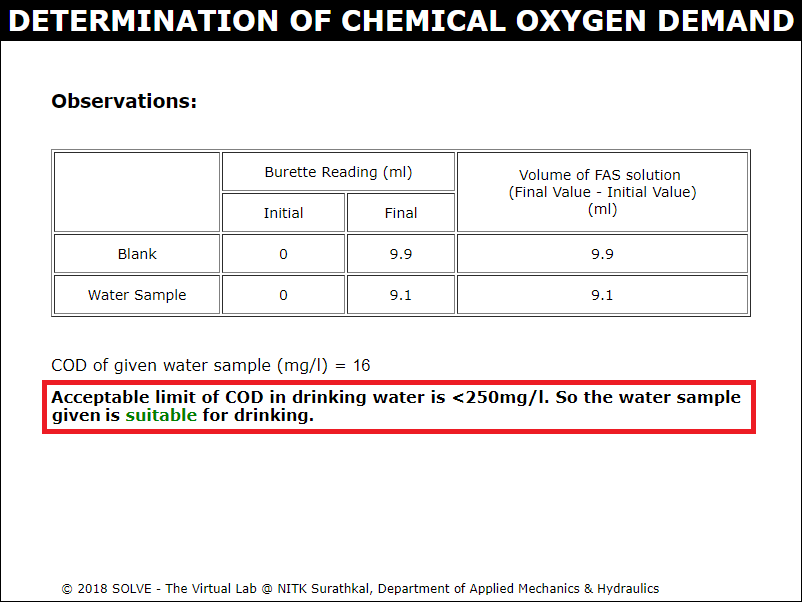 DETERMINATION OF CHEMICAL OXYGEN DEMAND
Observations:
Burette Reading (ml)
Volume of FAS solution
(Final Value - Initial Value)
(ml)
Initial
Final
Blank
0
9.9
9.9
Water Sample
0
9.1
9.1
COD of given water sample (mg/l) = 16
Acceptable limit of COD in drinking water is <250mg/l. So the water sample
given is suitable for drinking.
© 2018 SOLVE - The Virtual Lab @ NITK Surathkal, Department of Applied Mechanics & Hydraulics